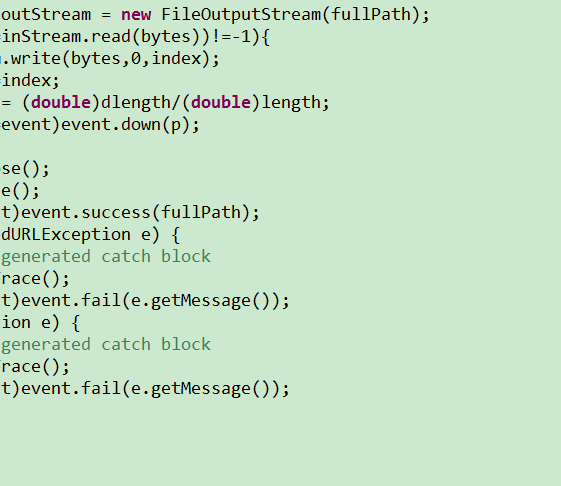 outStream = new FileOutputStream(fullPath);
inStream.read(bytes))!=-1){
.write(bytes,0,index);
=index;
= (double)dlength/(double)length;
event)event.down(p);
se();
e();
t)event.success(fullPath);
dURLException e) {
generated catch block
race();
t)event.fail(e.getMessage());
ion e) {
generated catch block
race();
t)event.fail(e.getMessage());